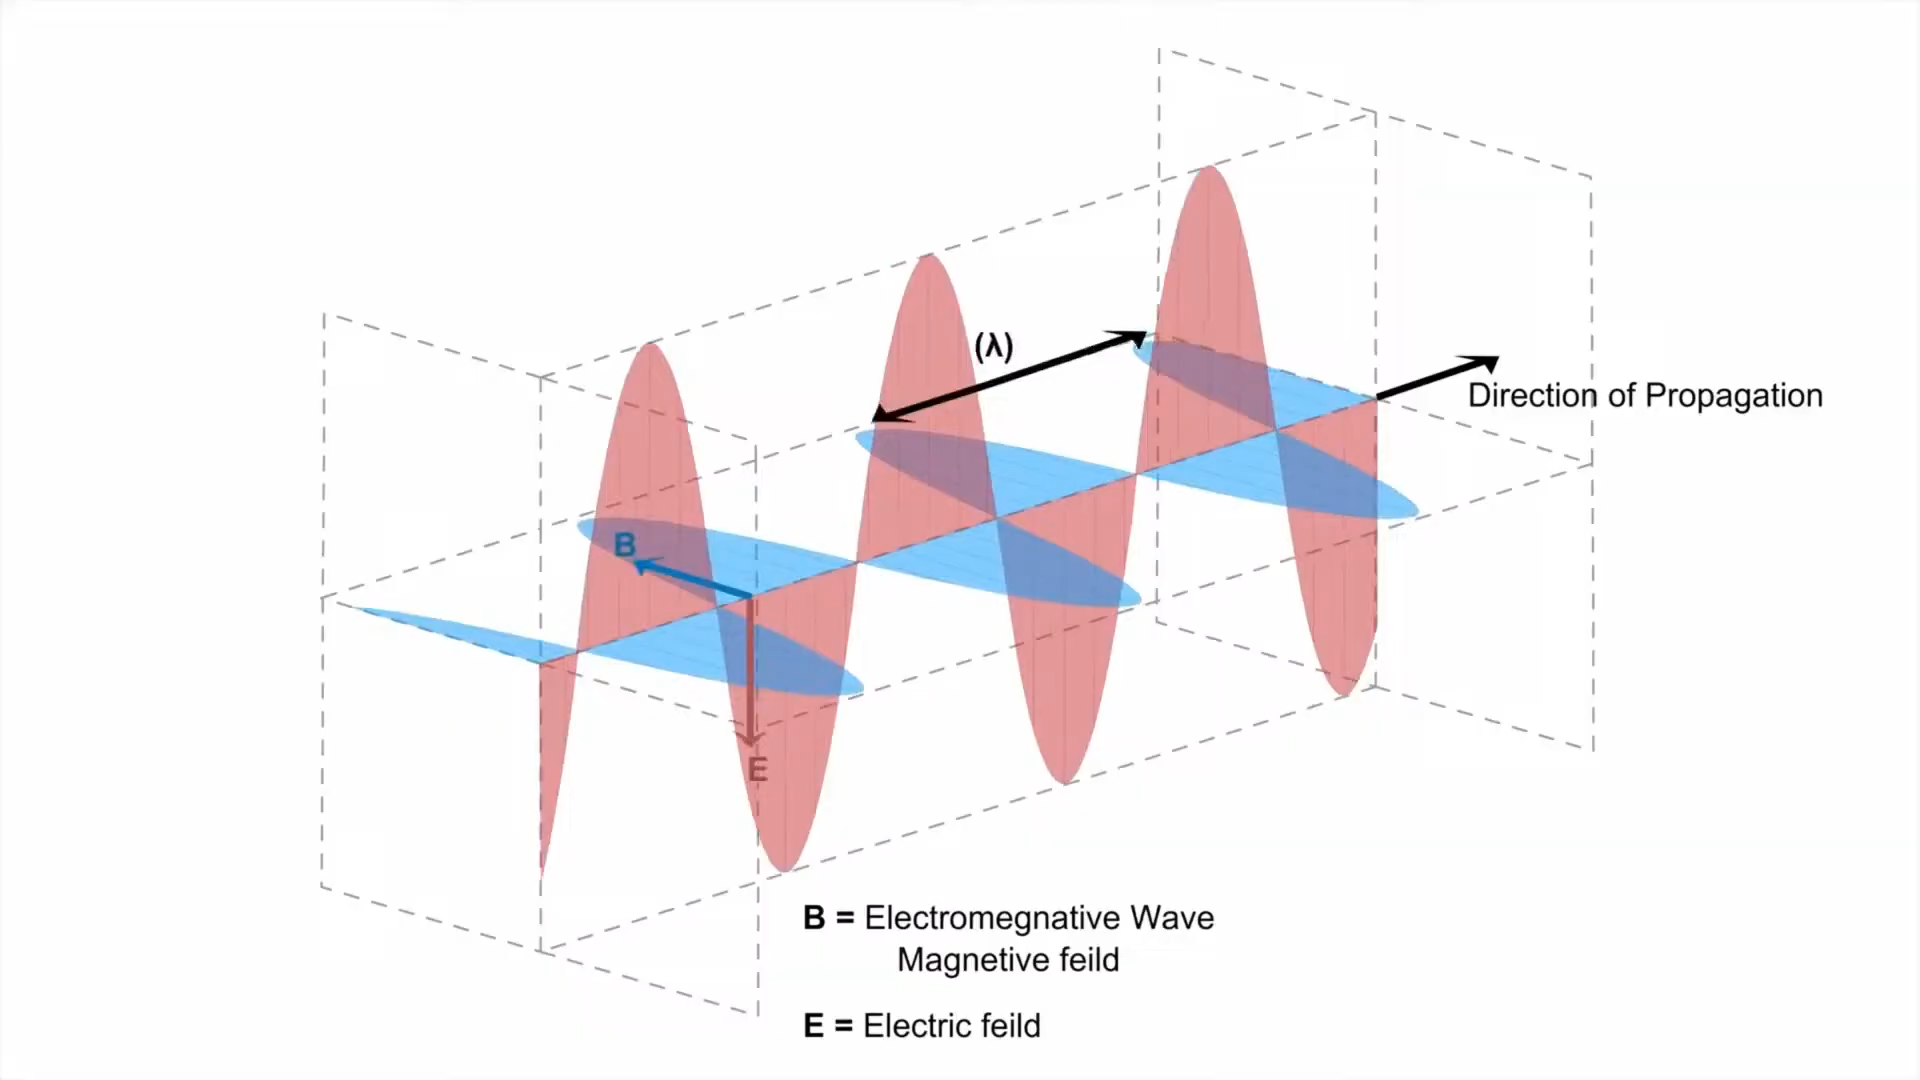 (λ)
Direction of Propagation
B
E
B = Electromegnative Wave
Magnetive feild
E = Electric feild